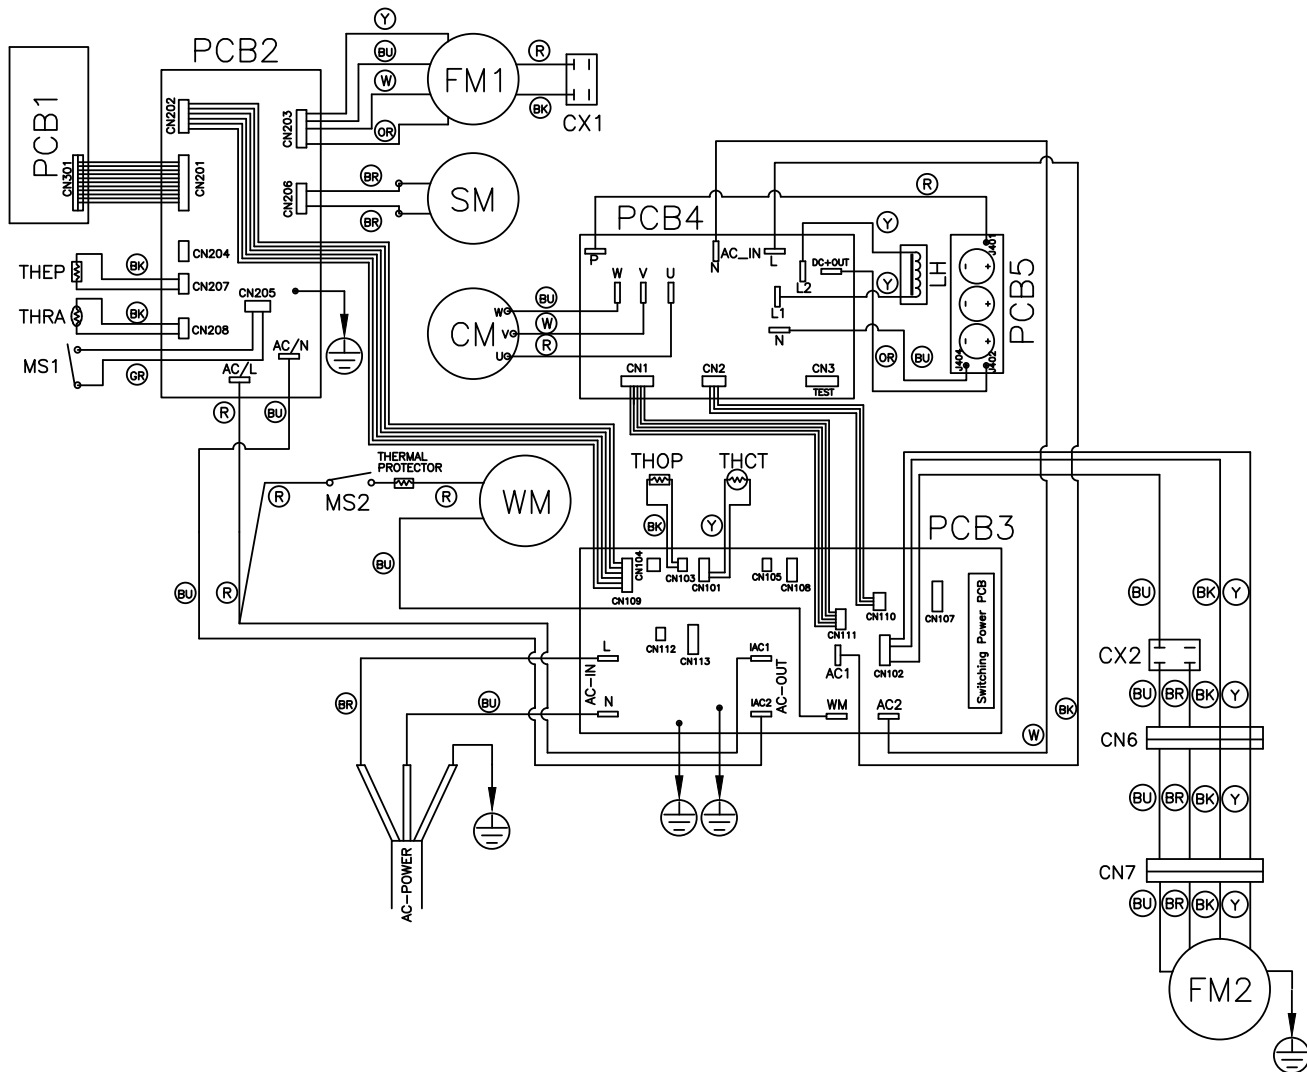 PCB1
CN301
PCB2
CN202
CN201
CN203
CN206
CN204
CN207
CN205
CN208
AC/N
AC/L
Y
BU
W
OR
FM1
R
BK
CX1
BR
BR
SM
THEP
BK
THRA
BK
MS1
GR
R
BU
CM
W
V
U
BU
W
R
PCB4
P
W
V
U
N
AC_IN
L
DC+OUT
L2
L1
N
CN1
CN2
CN3
TEST
R
Y
Y
LH
OR
BU
PCB5
J401
J404
J402
- +
- +
- +
THERMAL
PROTECTOR
R
MS2
R
WM
BU
BU
R
THOP
THCT
BK
Y
PCB3
CN104
CN103
CN101
CN105
CN108
CN109
CN111
CN110
CN107
CN112
CN113
CN102
L
AC-IN
N
IAC1
AC-OUT
IAC2
AC1
WM
AC2
Switching Power PCB
BR
BU
AC-POWER
W
BK
BU
BK
Y
CX2
BU
BR
BK
Y
CN6
BU
BR
BK
Y
CN7
BU
BR
BK
Y
FM2